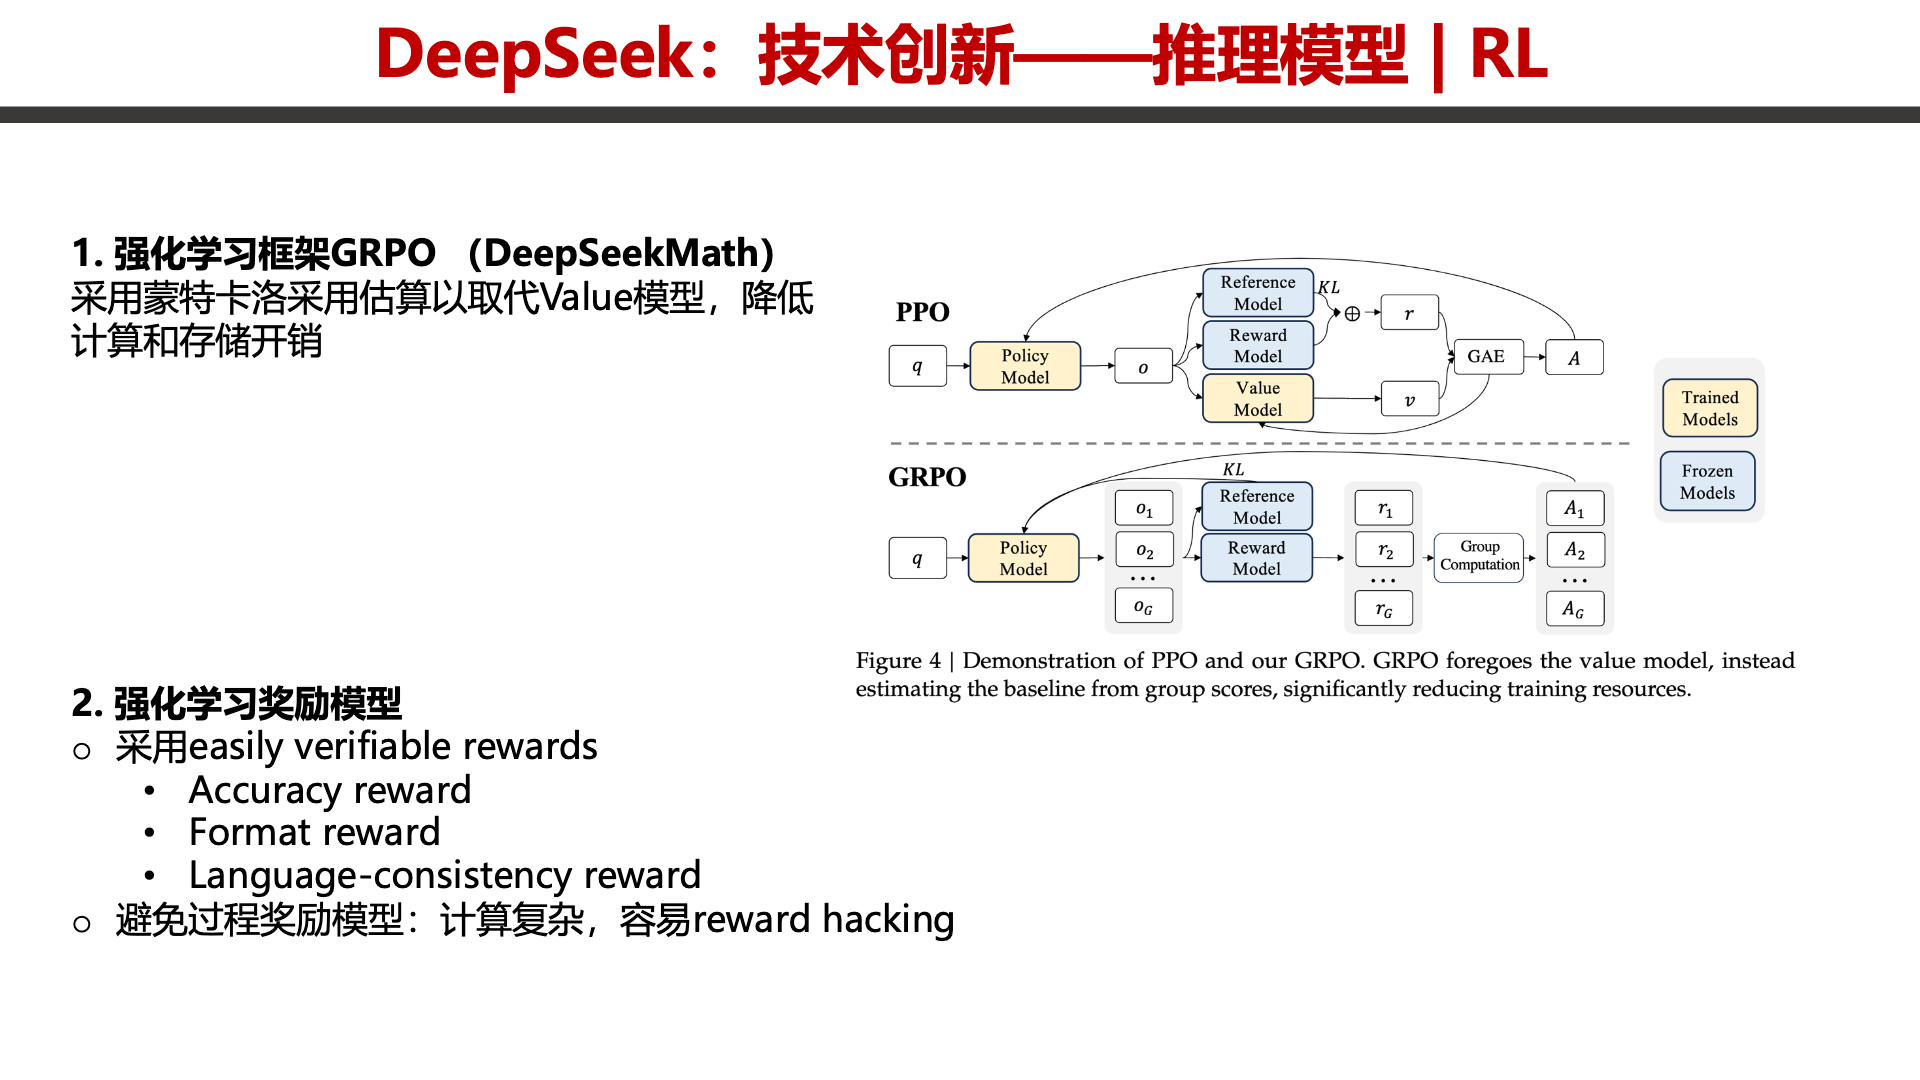 DeepSeek：技术创新——推理模型 | RL
1. 强化学习框架GRPO （DeepSeekMath）
采用蒙特卡洛采用估算以取代Value模型，降低
计算和存储开销
PPO
q
Policy
Model
o
Reference
Model
Reward
Model
Value
Model
KL
⊕
r
v
GAE
A
GRPO
q
Policy
Model
o₁
o₂
...
o_G
KL
Reference
Model
Reward
Model
r₁
r₂
...
r_G
Group
Computation
A₁
A₂
...
A_G
Trained
Models
Frozen
Models
Figure 4 | Demonstration of PPO and our GRPO. GRPO foregoes the value model, instead
estimating the baseline from group scores, significantly reducing training resources.
2. 强化学习奖励模型
o 采用easily verifiable rewards
• Accuracy reward
• Format reward
• Language-consistency reward
o 避免过程奖励模型：计算复杂，容易reward hacking